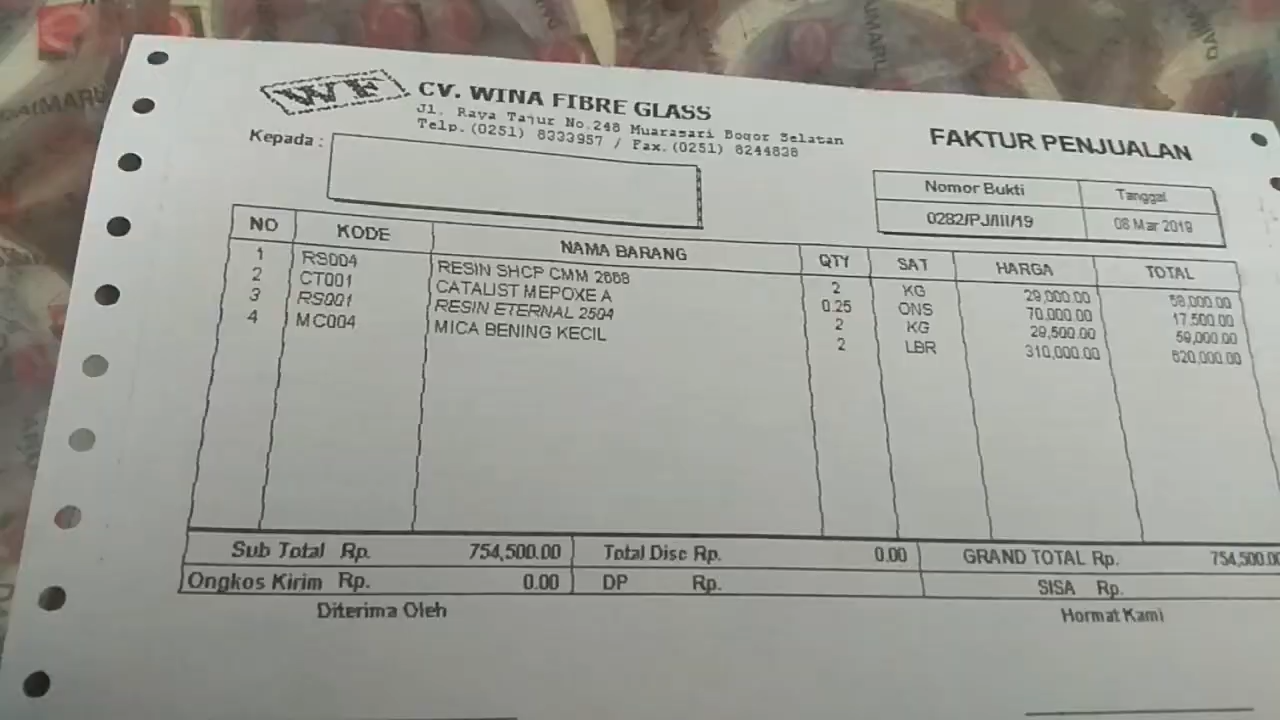 WF CV. WINA FIBRE GLASS
Jl. Raya Tajur No.248 Muarasari Bogor Selatan
Telp.(0251) 8333957 / Fax.(0251) 8244838
Kepada :
FAKTUR PENJUALAN
Nomor Bukti Tanggal
0282/PJ/III/19 08 Mar 2019
NO KODE NAMA BARANG QTY SAT HARGA TOTAL
1 RS004 RESIN SHCP CMM 2668 2 KG 29,000.00 58,000.00
2 CT001 CATALIST MEPOXE A 0.25 ONS 70,000.00 17,500.00
3 RS001 RESIN ETERNAL 2504 2 KG 29,500.00 59,000.00
4 MC004 MICA BENING KECIL 2 LBR 310,000.00 620,000.00
Sub Total Rp. 754,500.00 Total Disc Rp. 0.00 GRAND TOTAL Rp. 754,500.00
Ongkos Kirim Rp. 0.00 DP Rp. SISA Rp.
Diterima Oleh Hormat Kami